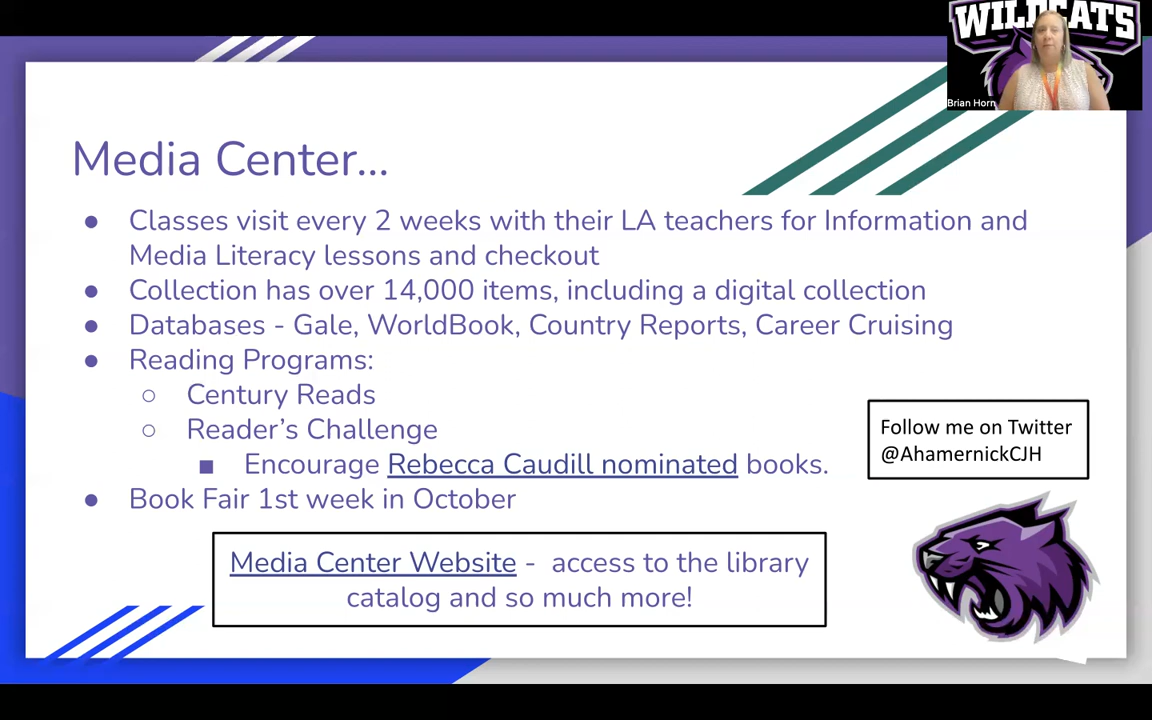 WILDCATS
Brian Horn
Media Center...
● Classes visit every 2 weeks with their LA teachers for Information and
Media Literacy lessons and checkout
● Collection has over 14,000 items, including a digital collection
● Databases - Gale, WorldBook, Country Reports, Career Cruising
● Reading Programs:
○ Century Reads
○ Reader’s Challenge
■ Encourage Rebecca Caudill nominated books.
● Book Fair 1st week in October
Follow me on Twitter
@AhamernickCJH
Media Center Website - access to the library
catalog and so much more!